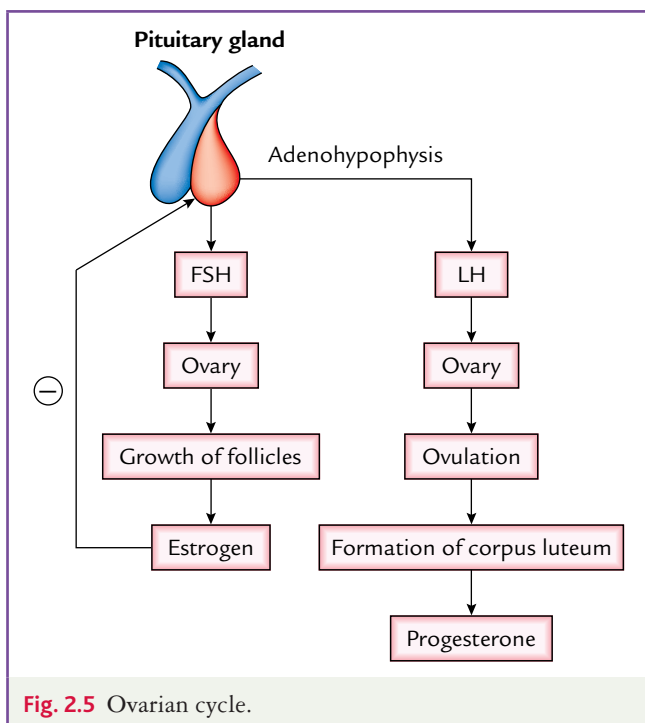 Pituitary gland
Adenohypophysis
FSH
LH
Ovary
Ovary
Growth of follicles
Ovulation
Estrogen
Formation of corpus luteum
Progesterone
Fig. 2.5 Ovarian cycle.